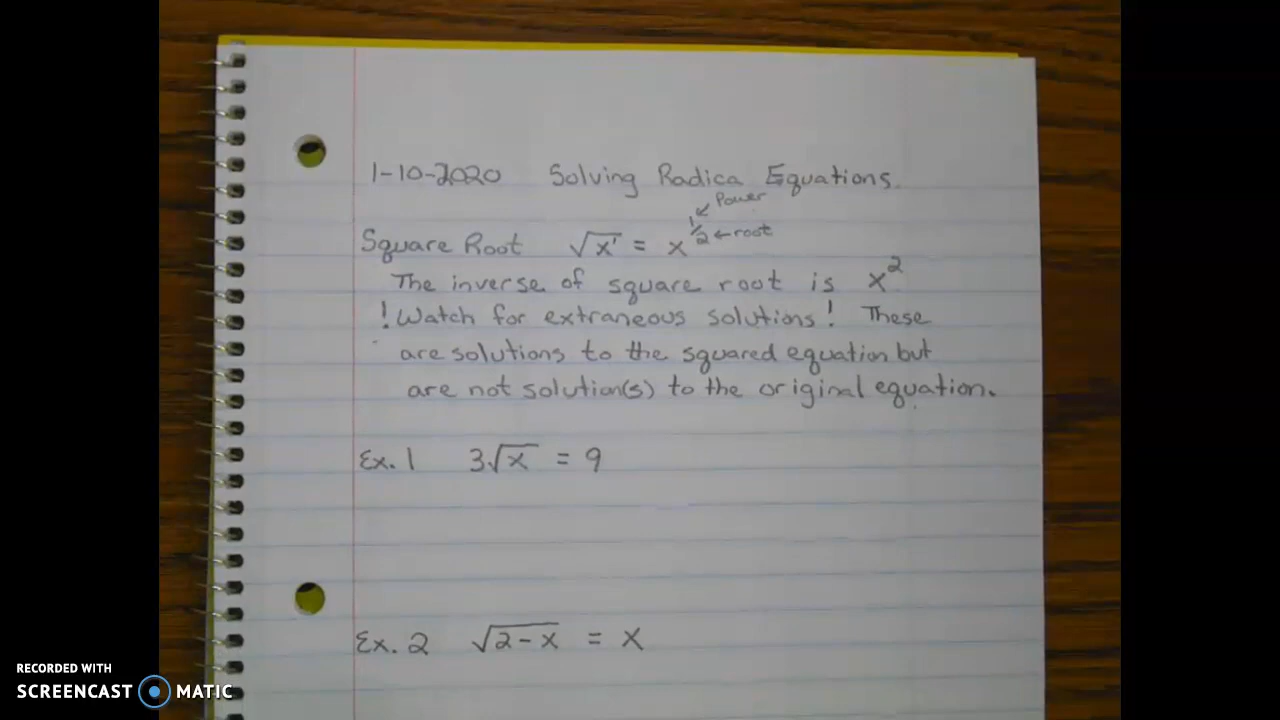 1-10-2020 Solving Radica Equations
Square Root √x¹ = x^1/2 ← Power ← root
The inverse of square root is x²
! Watch for extraneous solutions! These
are solutions to the squared equation but
are not solution(s) to the original equation.
Ex. 1 3√x = 9
Ex. 2 √2-x = x
RECORDED WITH
SCREENCAST MATIC